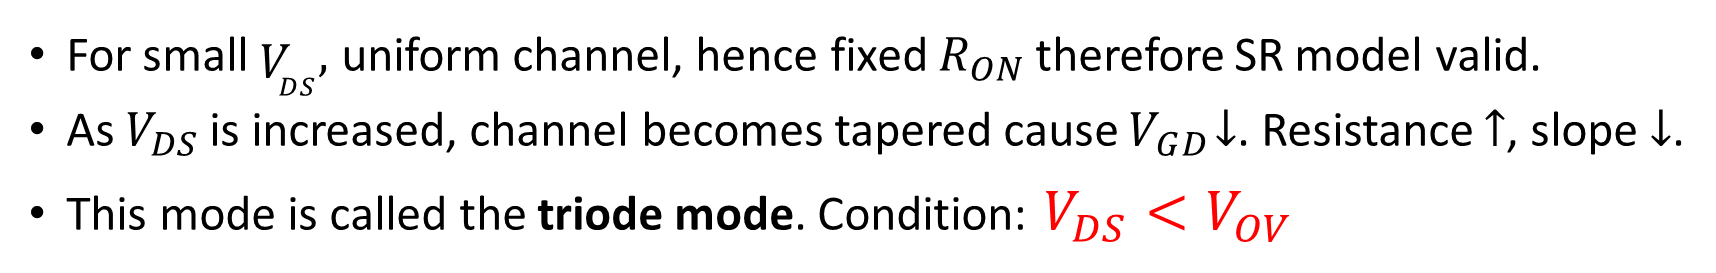 • For small V_DS, uniform channel, hence fixed R_ON therefore SR model valid.
• As V_DS is increased, channel becomes tapered cause V_GD↓. Resistance ↑, slope ↓.
• This mode is called the triode mode. Condition: V_DS < V_OV